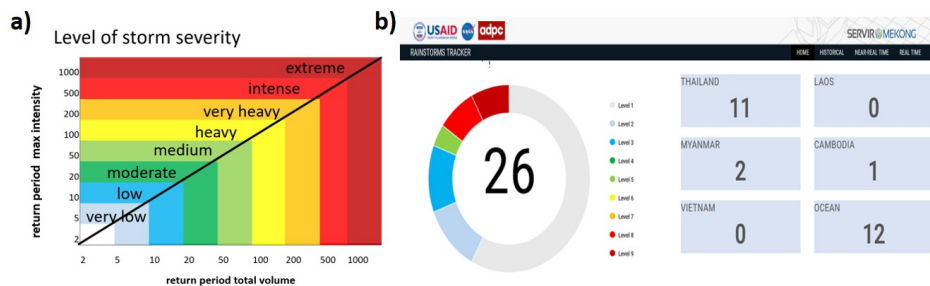 a)
Level of storm severity
return period max intensity
1000
500
200
100
50
20
10
5
2
extreme
intense
very heavy
heavy
medium
moderate
low
very low
2 5 10 20 50 100 200 500 1000
return period total volume
b)
USAID
NASA
adpc
SERVIR MEKONG
RAINSTORMS TRACKER
HOME HISTORICAL NEAR-REAL TIME REAL TIME
26
Level 1
Level 2
Level 3
Level 4
Level 5
Level 6
Level 7
Level 8
Level 9
THAILAND
11
LAOS
0
MYANMAR
2
CAMBODIA
1
VIETNAM
0
OCEAN
12